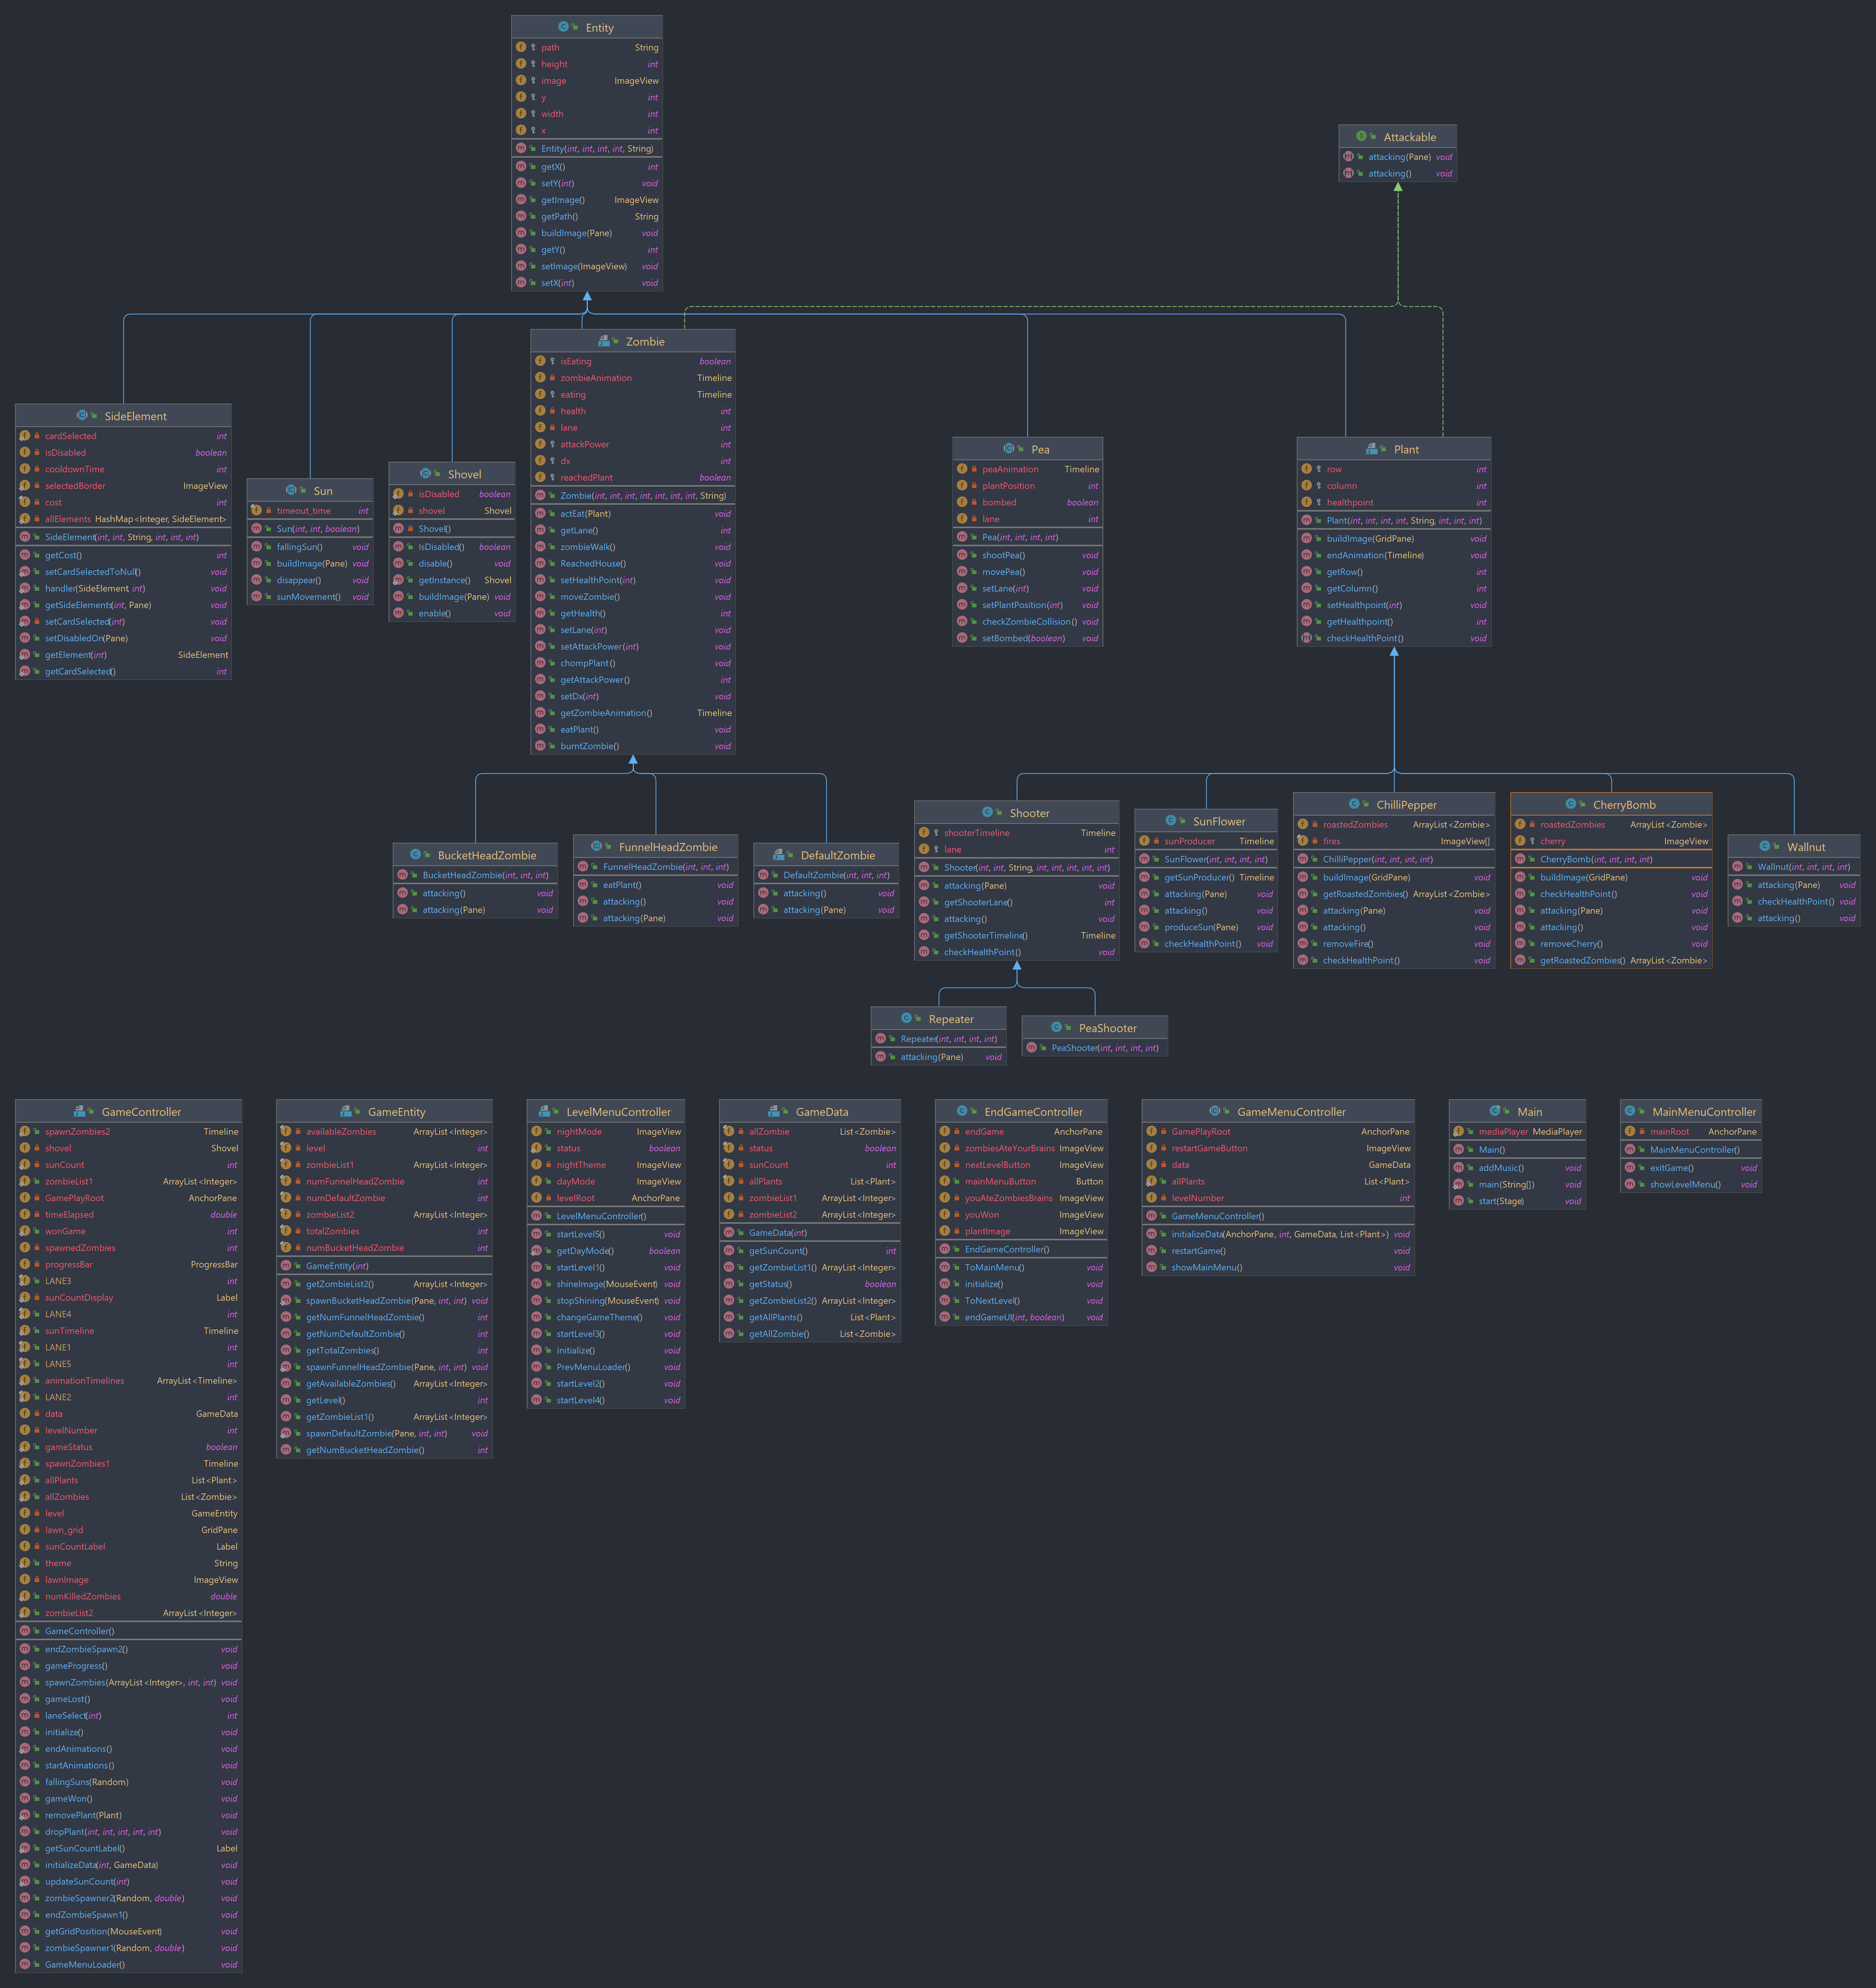 Entity
path String
height int
image ImageView
y int
width int
x int
Entity(int, int, int, int, String)
getX() int
setY(int) void
getImage() ImageView
getPath() String
buildImage(Pane) void
getY() int
setImage(ImageView) void
setX(int) void
Attackable
attacking(Pane) void
attacking() void
SideElement
cardSelected int
isDisabled boolean
cooldownTime int
selectedBorder ImageView
cost int
allElements HashMap<Integer, SideElement>
SideElement(int, int, String, int, int, int)
getCost() int
setCardSelectedToNull() void
handler(SideElement, int) void
getSideElements(int, Pane) void
setCardSelected(int) void
setDisabledOn(Pane) void
getElement(int) SideElement
getCardSelected() int
Sun
timeout_time int
Sun(int, int, boolean)
fallingSun() void
buildImage(Pane) void
disappear() void
sunMovement() void
Shovel
isDisabled boolean
shovel Shovel
Shovel()
IsDisabled() boolean
disable() void
getInstance() Shovel
buildImage(Pane) void
enable() void
Zombie
isEating boolean
zombieAnimation Timeline
eating Timeline
health int
lane int
attackPower int
dx int
reachedPlant boolean
Zombie(int, int, int, int, int, int, int, int, String)
actEat(Plant) void
getLane() int
zombieWalk() void
ReachedHouse() void
setHealthPoint(int) void
moveZombie() void
getHealth() int
setLane(int) void
setAttackPower(int) void
chompPlant() void
getAttackPower() int
setDx(int) void
getZombieAnimation() Timeline
eatPlant() void
burntZombie() void
Pea
peaAnimation Timeline
plantPosition int
bombed boolean
lane int
Pea(int, int, int, int)
shootPea() void
movePea() void
setLane(int) void
setPlantPosition(int) void
checkZombieCollision() void
setBombed(boolean) void
Plant
row int
column int
healthpoint int
Plant(int, int, int, int, String, int, int, int)
buildImage(GridPane) void
endAnimation(Timeline) void
getRow() int
getColumn() int
setHealthpoint(int) void
getHealthpoint() int
checkHealthPoint() void
BucketHeadZombie
BucketHeadZombie(int, int, int)
attacking() void
attacking(Pane) void
FunnelHeadZombie
FunnelHeadZombie(int, int, int)
eatPlant() void
attacking() void
attacking(Pane) void
DefaultZombie
DefaultZombie(int, int, int)
attacking() void
attacking(Pane) void
Shooter
shooterTimeline Timeline
lane int
Shooter(int, int, String, int, int, int, int, int)
attacking(Pane) void
getShooterLane() int
attacking() void
getShooterTimeline() Timeline
checkHealthPoint() void
SunFlower
sunProducer Timeline
SunFlower(int, int, int, int)
getSunProducer() Timeline
attacking(Pane) void
attacking() void
produceSun(Pane) void
checkHealthPoint() void
ChilliPepper
roastedZombies ArrayList<Zombie>
fires ImageView[]
ChilliPepper(int, int, int, int)
buildImage(GridPane) void
getRoastedZombies() ArrayList<Zombie>
attacking(Pane) void
attacking() void
removeFire() void
checkHealthPoint() void
CherryBomb
roastedZombies ArrayList<Zombie>
cherry ImageView
CherryBomb(int, int, int, int)
buildImage(GridPane) void
checkHealthPoint() void
attacking(Pane) void
attacking() void
removeCherry() void
getRoastedZombies() ArrayList<Zombie>
Wallnut
Wallnut(int, int, int, int)
attacking(Pane) void
checkHealthPoint() void
attacking() void
Repeater
Repeater(int, int, int, int)
attacking(Pane) void
PeaShooter
PeaShooter(int, int, int, int)
GameController
spawnZombies2 Timeline
shovel Shovel
sunCount int
zombieList1 ArrayList<Integer>
GamePlayRoot AnchorPane
timeElapsed double
wonGame int
spawnedZombies int
progressBar ProgressBar
LANE3 int
sunCountDisplay Label
LANE4 int
sunTimeline Timeline
LANE1 int
LANE5 int
animationTimelines ArrayList<Timeline>
LANE2 int
data GameData
levelNumber int
gameStatus boolean
spawnZombies1 Timeline
allPlants List<Plant>
allZombies List<Zombie>
level GameEntity
lawn_grid GridPane
sunCountLabel Label
theme String
lawnImage ImageView
numKilledZombies double
zombieList2 ArrayList<Integer>
GameController()
endZombieSpawn2() void
gameProgress() void
spawnZombies(ArrayList<Integer>, int, int) void
gameLost() void
laneSelect(int) int
initialize() void
endAnimations() void
startAnimations() void
fallingSuns(Random) void
gameWon() void
removePlant(Plant) void
dropPlant(int, int, int, int, int) void
getSunCountLabel() Label
initializeData(int, GameData) void
updateSunCount(int) void
zombieSpawner2(Random, double) void
endZombieSpawn1() void
getGridPosition(MouseEvent) void
zombieSpawner1(Random, double) void
GameMenuLoader() void
GameEntity
availableZombies ArrayList<Integer>
level int
zombieList1 ArrayList<Integer>
numFunnelHeadZombie int
numDefaultZombie int
zombieList2 ArrayList<Integer>
totalZombies int
numBucketHeadZombie int
GameEntity(int)
getZombieList2() ArrayList<Integer>
spawnBucketHeadZombie(Pane, int, int) void
getNumFunnelHeadZombie() int
getNumDefaultZombie() int
getTotalZombies() int
spawnFunnelHeadZombie(Pane, int, int) void
getAvailableZombies() ArrayList<Integer>
getLevel() int
getZombieList1() ArrayList<Integer>
spawnDefaultZombie(Pane, int, int) void
getNumBucketHeadZombie() int
LevelMenuController
nightMode ImageView
status boolean
nightTheme ImageView
dayMode ImageView
levelRoot AnchorPane
LevelMenuController()
startLevel5() void
getDayMode() boolean
startLevel1() void
shineImage(MouseEvent) void
stopShining(MouseEvent) void
changeGameTheme() void
startLevel3() void
initialize() void
PrevMenuLoader() void
startLevel2() void
startLevel4() void
GameData
allZombie List<Zombie>
status boolean
sunCount int
allPlants List<Plant>
zombieList1 ArrayList<Integer>
zombieList2 ArrayList<Integer>
GameData(int)
getSunCount() int
getZombieList1() ArrayList<Integer>
getStatus() boolean
getZombieList2() ArrayList<Integer>
getAllPlants() List<Plant>
getAllZombie() List<Zombie>
EndGameController
endGame AnchorPane
zombiesAteYourBrains ImageView
nextLevelButton ImageView
mainMenuButton Button
youAteZombiesBrains ImageView
youWon ImageView
plantImage ImageView
EndGameController()
ToMainMenu() void
initialize() void
ToNextLevel() void
endGameUI(int, boolean) void
GameMenuController
GamePlayRoot AnchorPane
restartGameButton ImageView
data GameData
allPlants List<Plant>
levelNumber int
GameMenuController()
initializeData(AnchorPane, int, GameData, List<Plant>) void
restartGame() void
showMainMenu() void
Main
mediaPlayer MediaPlayer
Main()
addMusic() void
main(String[]) void
start(Stage) void
MainMenuController
mainRoot AnchorPane
MainMenuController()
exitGame() void
showLevelMenu() void